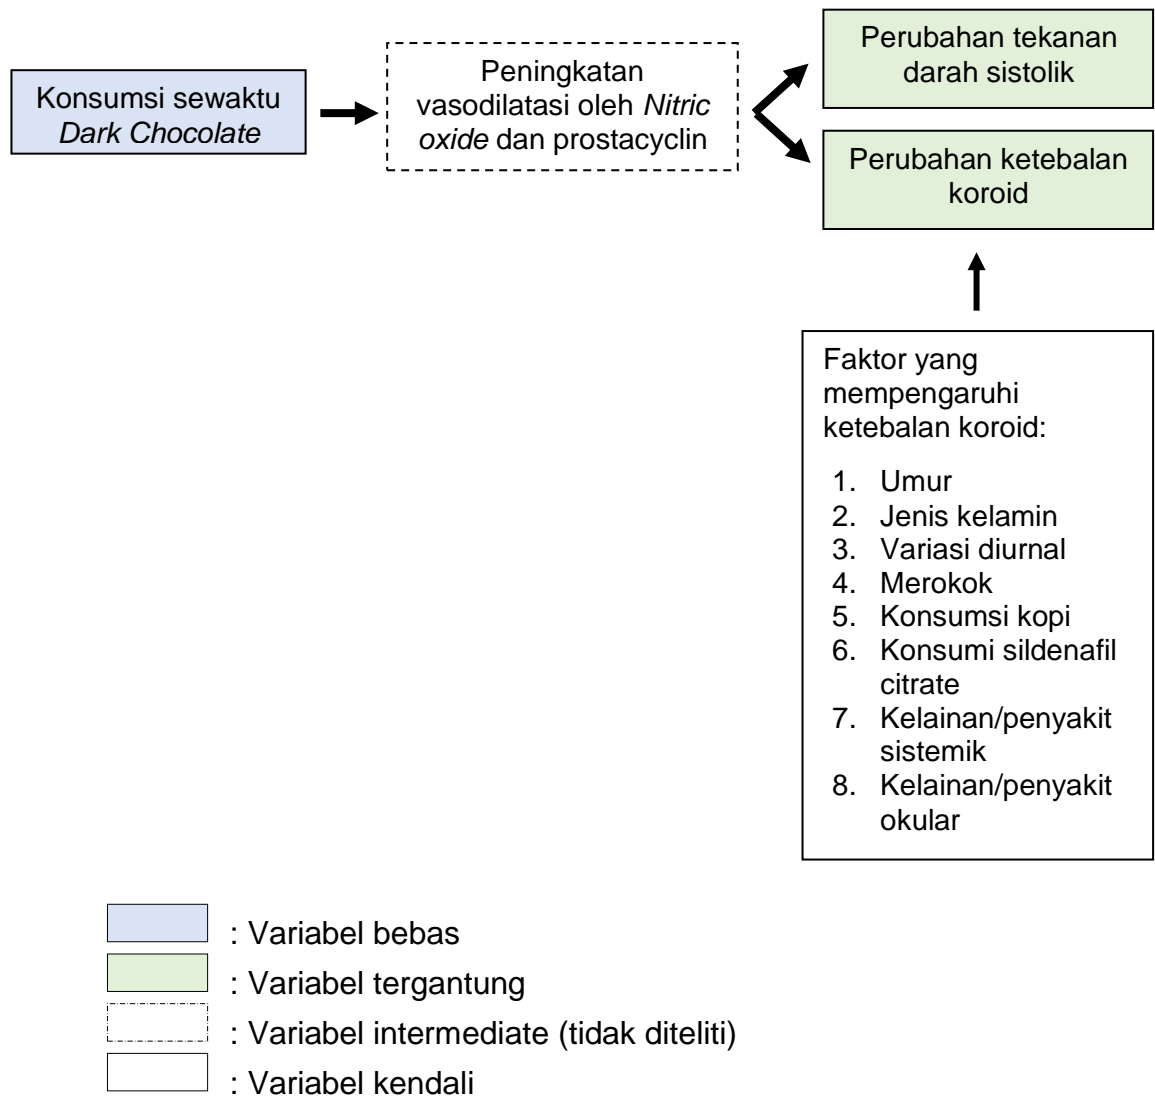 Konsumsi sewaktu
Dark Chocolate
Peningkatan
vasodilatasi oleh Nitric
oxide dan prostacyclin
Perubahan tekanan
darah sistolik
Perubahan ketebalan
koroid
Faktor yang
mempengaruhi
ketebalan koroid:
1. Umur
2. Jenis kelamin
3. Variasi diurnal
4. Merokok
5. Konsumsi kopi
6. Konsumi sildenafil
citrate
7. Kelainan/penyakit
sistemik
8. Kelainan/penyakit
okular
: Variabel bebas
: Variabel tergantung
: Variabel intermediate (tidak diteliti)
: Variabel kendali